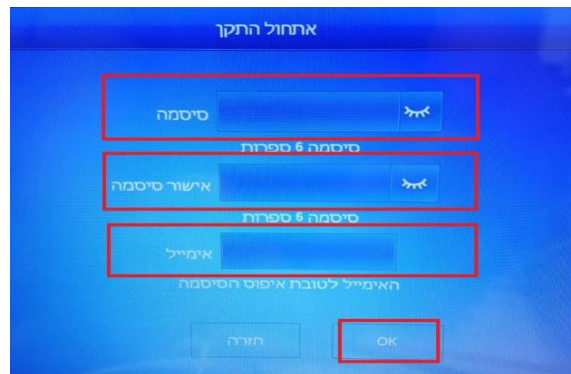 אתחול התקן
סיסמה
סיסמה 6 ספרות
אישור סיסמה
סיסמה 6 ספרות
אימייל
האימייל לטובת איפוס הסיסמה
OK
חזרה